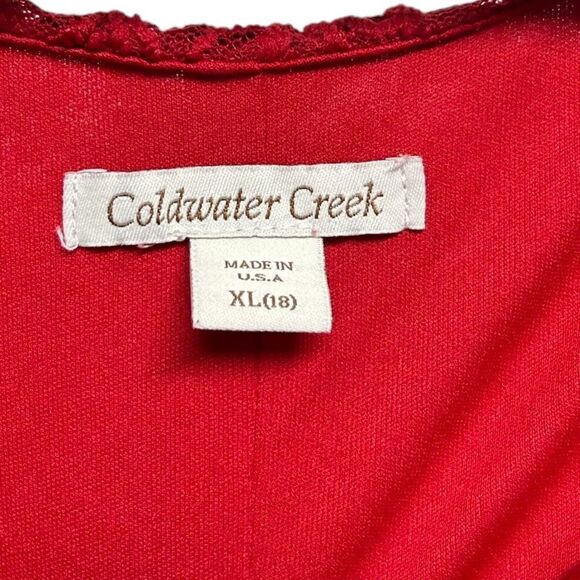 Coldwater Creek
MADE IN
U.S.A
XL(18)